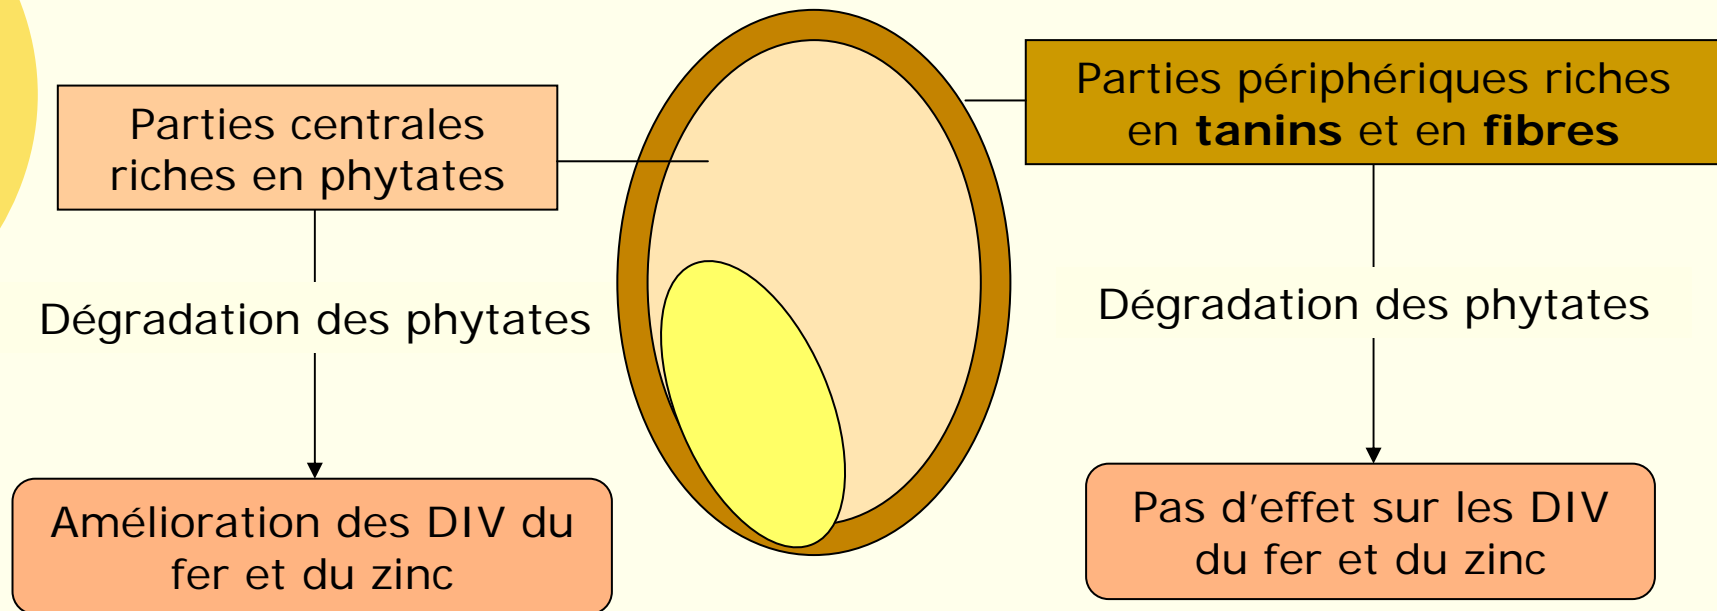 Parties centrales
riches en phytates
Dégradation des phytates
Amélioration des DIV du
fer et du zinc
Parties périphériques riches
en tanins et en fibres
Dégradation des phytates
Pas d'effet sur les DIV
du fer et du zinc